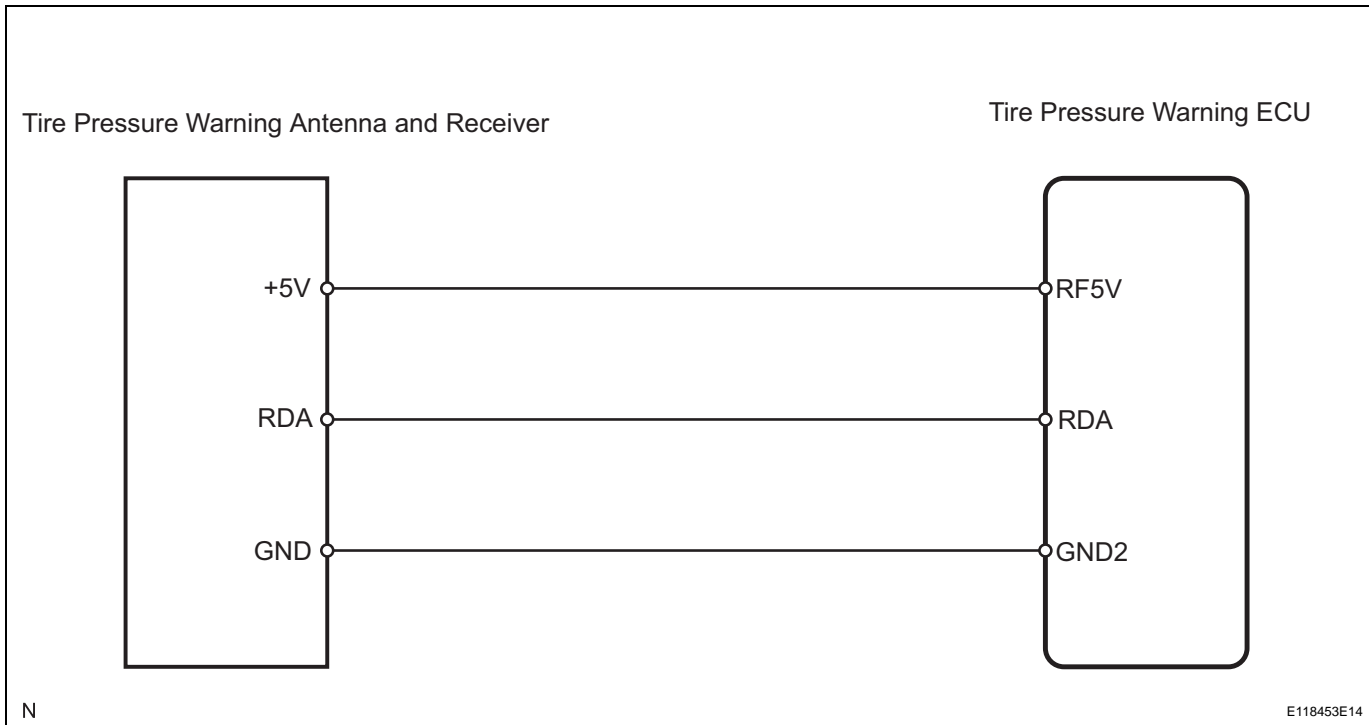 Tire Pressure Warning Antenna and Receiver
Tire Pressure Warning ECU
+5V
RF5V
RDA
RDA
GND
GND2
N
E118453E14